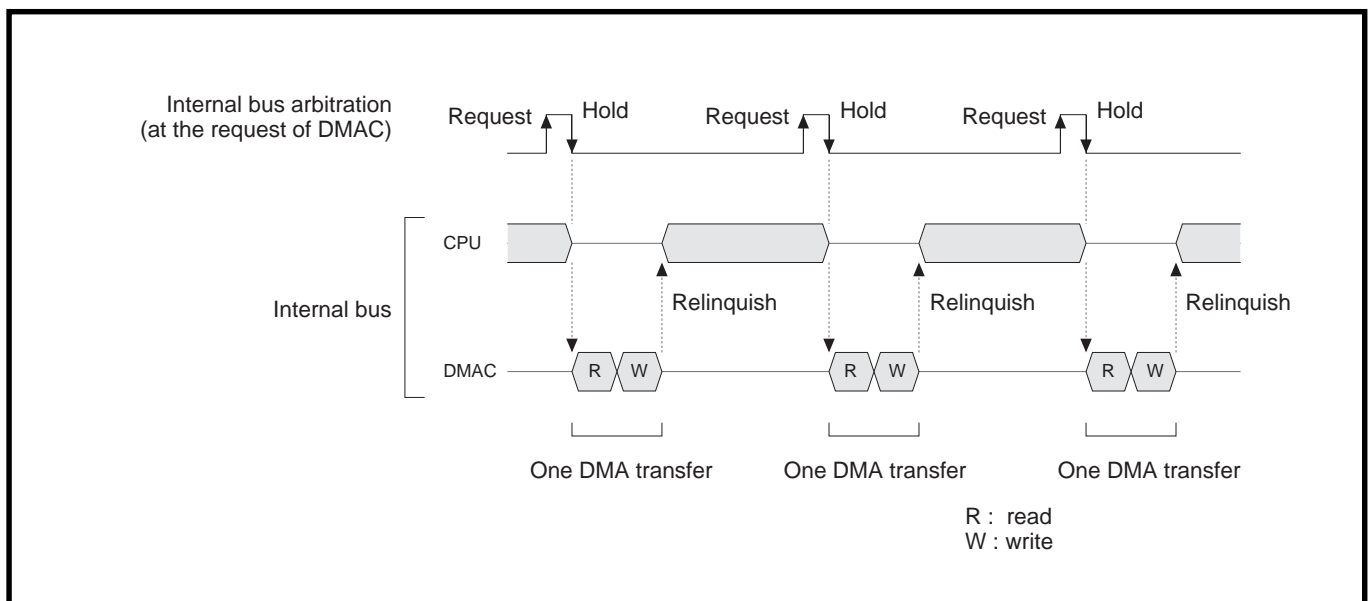 Internal bus arbitration
(at the request of DMAC)
Request Hold Request Hold Request Hold
CPU
Internal bus
Relinquish Relinquish Relinquish
DMAC R W R W R W
One DMA transfer One DMA transfer One DMA transfer
R : read
W : write